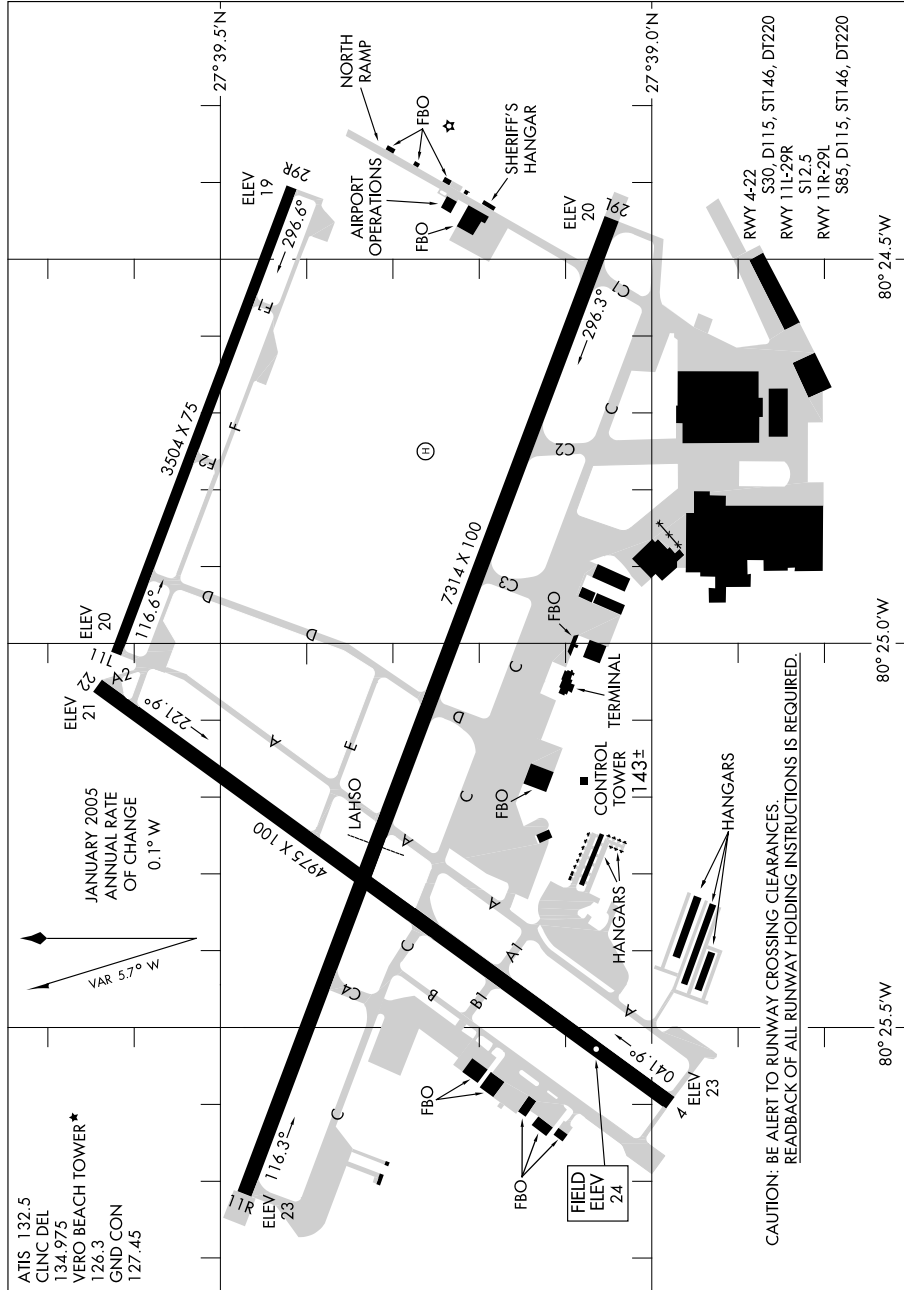 ATIS 132.5
CLNC DEL
134.975
VERO BEACH TOWER★
126.3
GND CON
127.45
JANUARY 2005
ANNUAL RATE
OF CHANGE
0.1° W
VAR 5.7° W
27°39.5'N
27°39.0'N
80°24.5'W
80°25.0'W
80°25.5'W
ELEV
19
29R
296.6°
3504 X 75
F1
F2
F
116.6°
11L
ELEV
20
A2
22
ELEV
21
221.9°
4975 X 100
A
D
D
E
LAHSO
A
NORTH
RAMP
FBO
AIRPORT
OPERATIONS
FBO
SHERIFF'S
HANGAR
ELEV
20
29L
296.3°
C1
C
C2
H
7314 X 100
C3
C
D
C
FBO
TERMINAL
FBO
CONTROL
TOWER
143±
HANGARS
HANGARS
A
A1
B1
B
C
C4
C
116.3°
11R
ELEV
23
FBO
FBO
FIELD
ELEV
24
A
041.9°
4
ELEV
23
RWY 4-22
S30, D115, ST146, DT220
RWY 11L-29R
S12.5
RWY 11R-29L
S85, D115, ST146, DT220
CAUTION: BE ALERT TO RUNWAY CROSSING CLEARANCES.
READBACK OF ALL RUNWAY HOLDING INSTRUCTIONS IS REQUIRED.